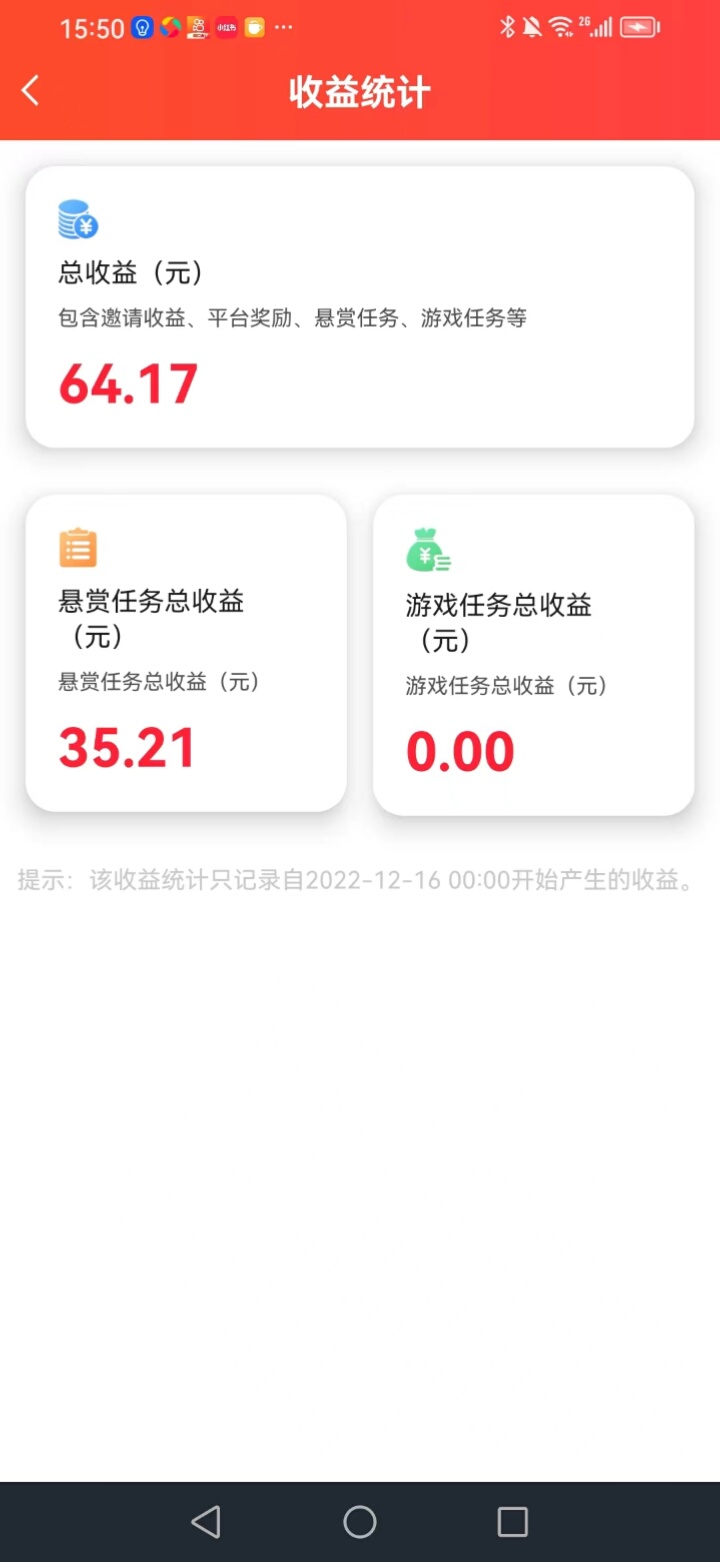 15:50
小红书
26
收益统计
总收益（元）
包含邀请收益、平台奖励、悬赏任务、游戏任务等
64.17
悬赏任务总收益
（元）
悬赏任务总收益（元）
35.21
游戏任务总收益
（元）
游戏任务总收益（元）
0.00
提示：该收益统计只记录自2022-12-16 00:00开始产生的收益。